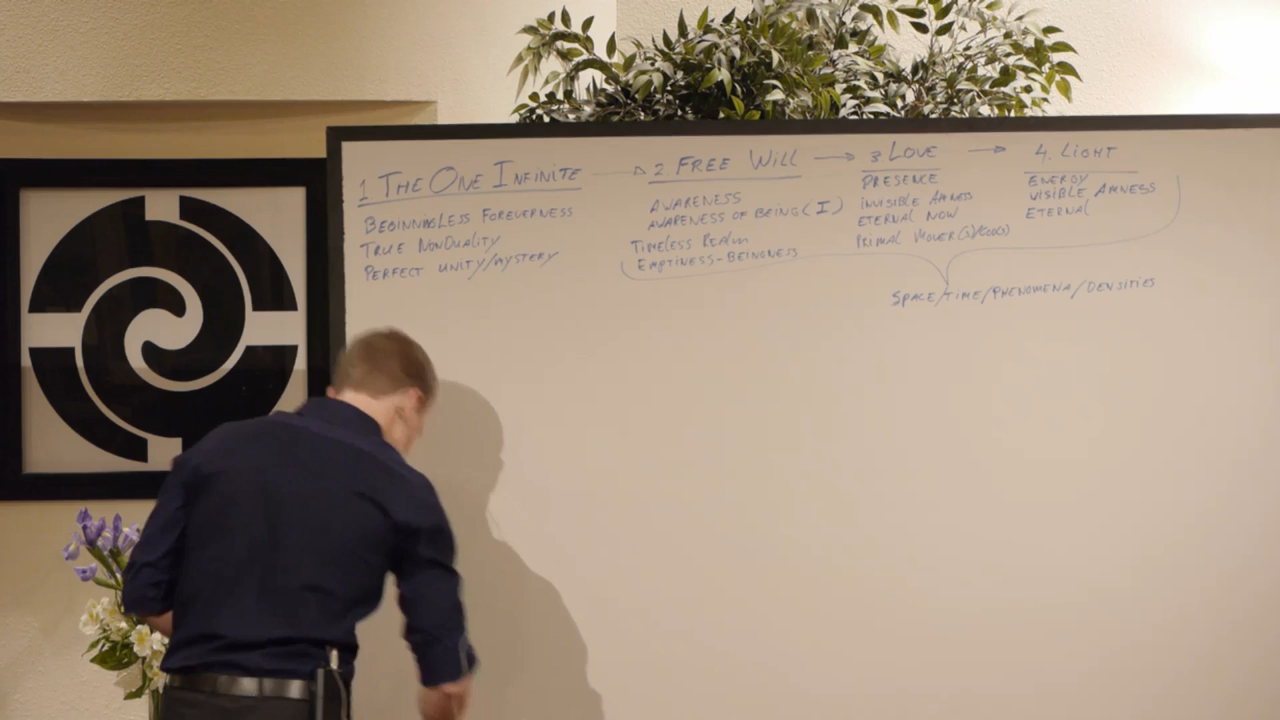 1 THE ONE INFINITE
BEGINNINGLESS FOREVERNESS
TRUE NONDUALITY
PERFECT UNITY/MYSTERY
2 FREE WILL
AWARENESS
AWARENESS OF BEING (I)
TIMELESS REALM
EMPTINESS-BEINGNESS
3 LOVE
PRESENCE
INVISIBLE AMNESS
ETERNAL NOW
PRIMAL MOVER(S)
4. LIGHT
ENERGY
VISIBLE AMNESS
ETERNAL
SPACE/TIME/PHENOMENA/DENSITIES